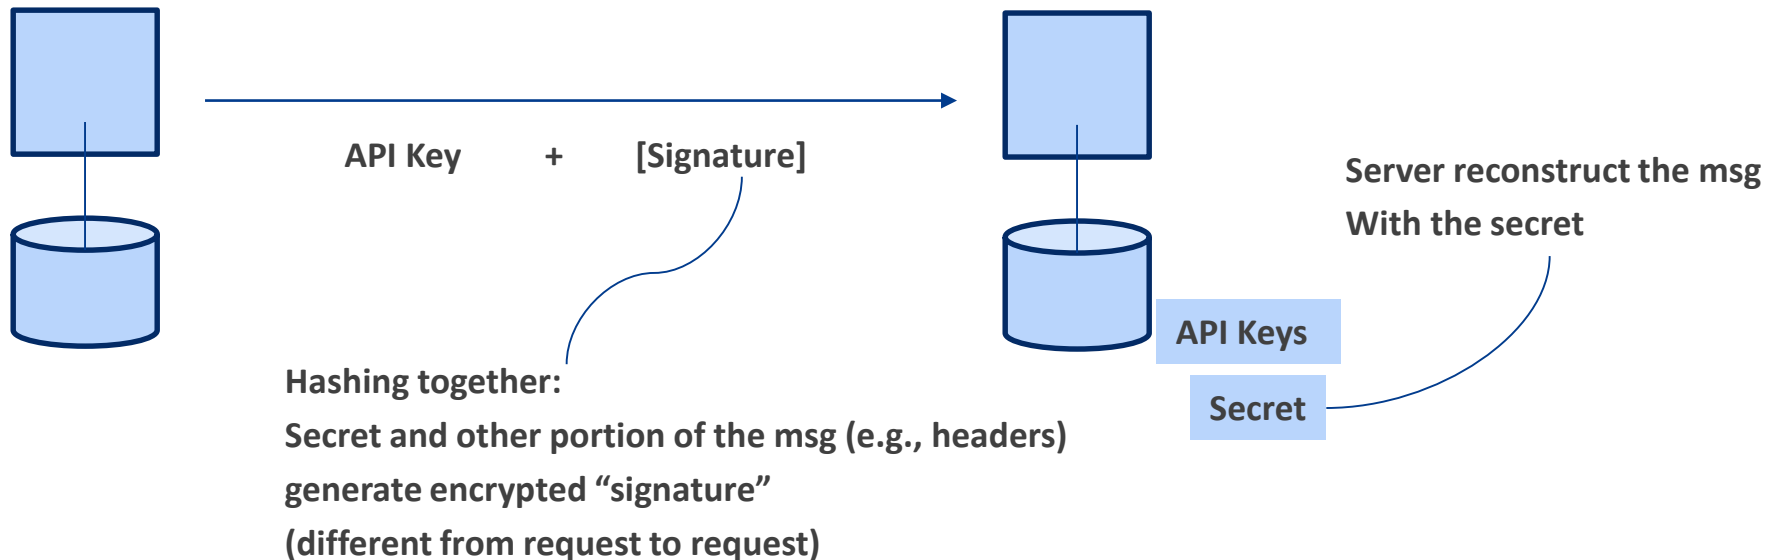 API Key + [Signature]
Server reconstruct the msg
With the secret
API Keys
Secret
Hashing together:
Secret and other portion of the msg (e.g., headers)
generate encrypted “signature”
(different from request to request)